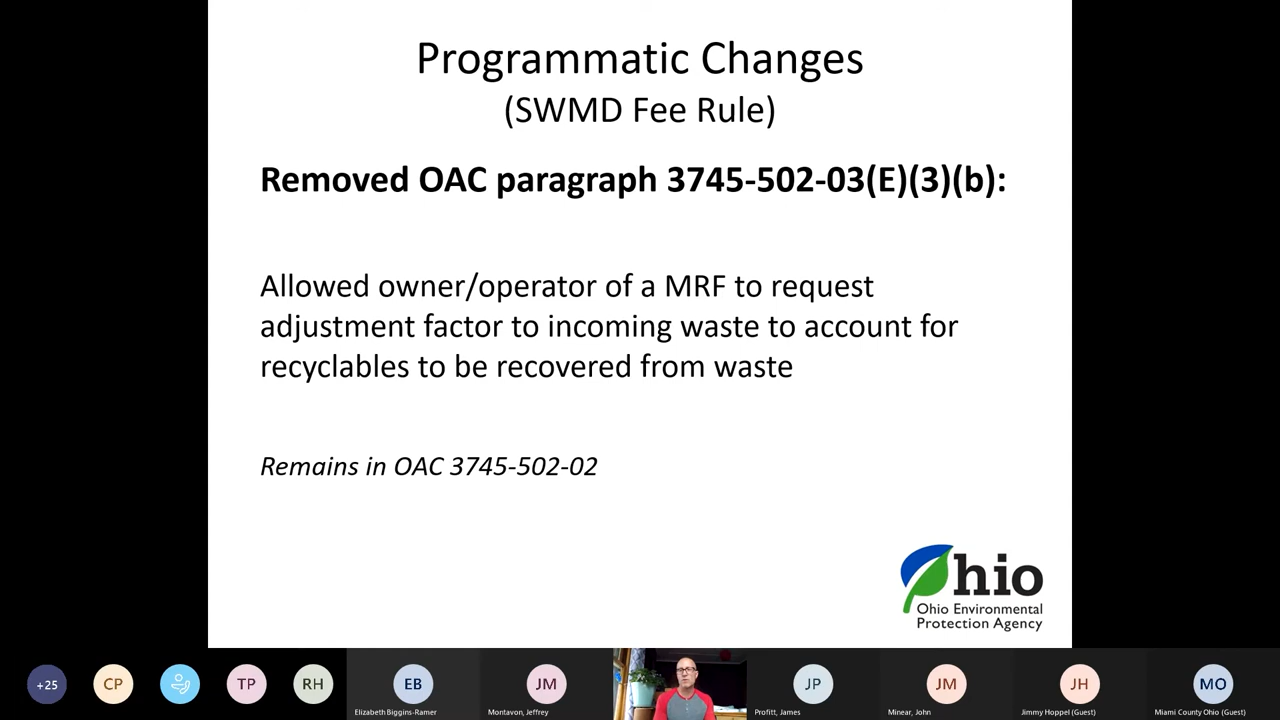 Programmatic Changes
(SWMD Fee Rule)
Removed OAC paragraph 3745-502-03(E)(3)(b):
Allowed owner/operator of a MRF to request
adjustment factor to incoming waste to account for
recyclables to be recovered from waste
Remains in OAC 3745-502-02
hio
Ohio Environmental
Protection Agency
+25
CP
TP
RH
EB
JM
JP
JM
JH
MO
Elizabeth Biggins-Ramer
Montavon, Jeffrey
Profitt, James
Minear, John
Jimmy Hoppel (Guest)
Miami County Ohio (Guest)